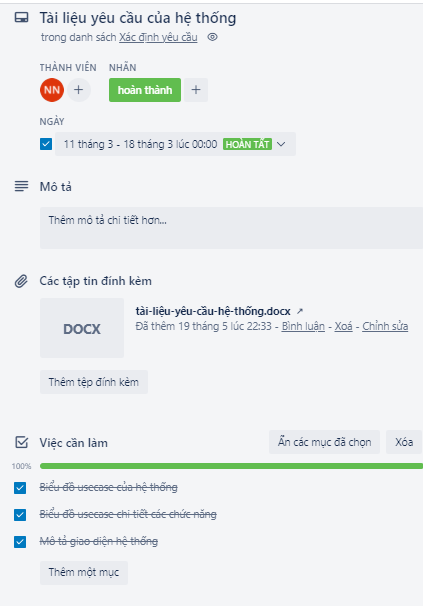 Tài liệu yêu cầu của hệ thống
trong danh sách Xác định yêu cầu
THÀNH VIÊN NHÃN
NN + hoàn thành +
NGÀY
11 tháng 3 - 18 tháng 3 lúc 00:00 HOÀN TẤT
Mô tả
Thêm mô tả chi tiết hơn...
Các tập tin đính kèm
DOCX
tài-liệu-yêu-cầu-hệ-thống.docx ↗
Đã thêm 19 tháng 5 lúc 22:33 - Bình luận - Xoá - Chỉnh sửa
Thêm tệp đính kèm
Việc cần làm Ẩn các mục đã chọn Xóa
100%
Biểu đồ usecase của hệ thống
Biểu đồ usecase chi tiết các chức năng
Mô tả giao diện hệ thống
Thêm một mục